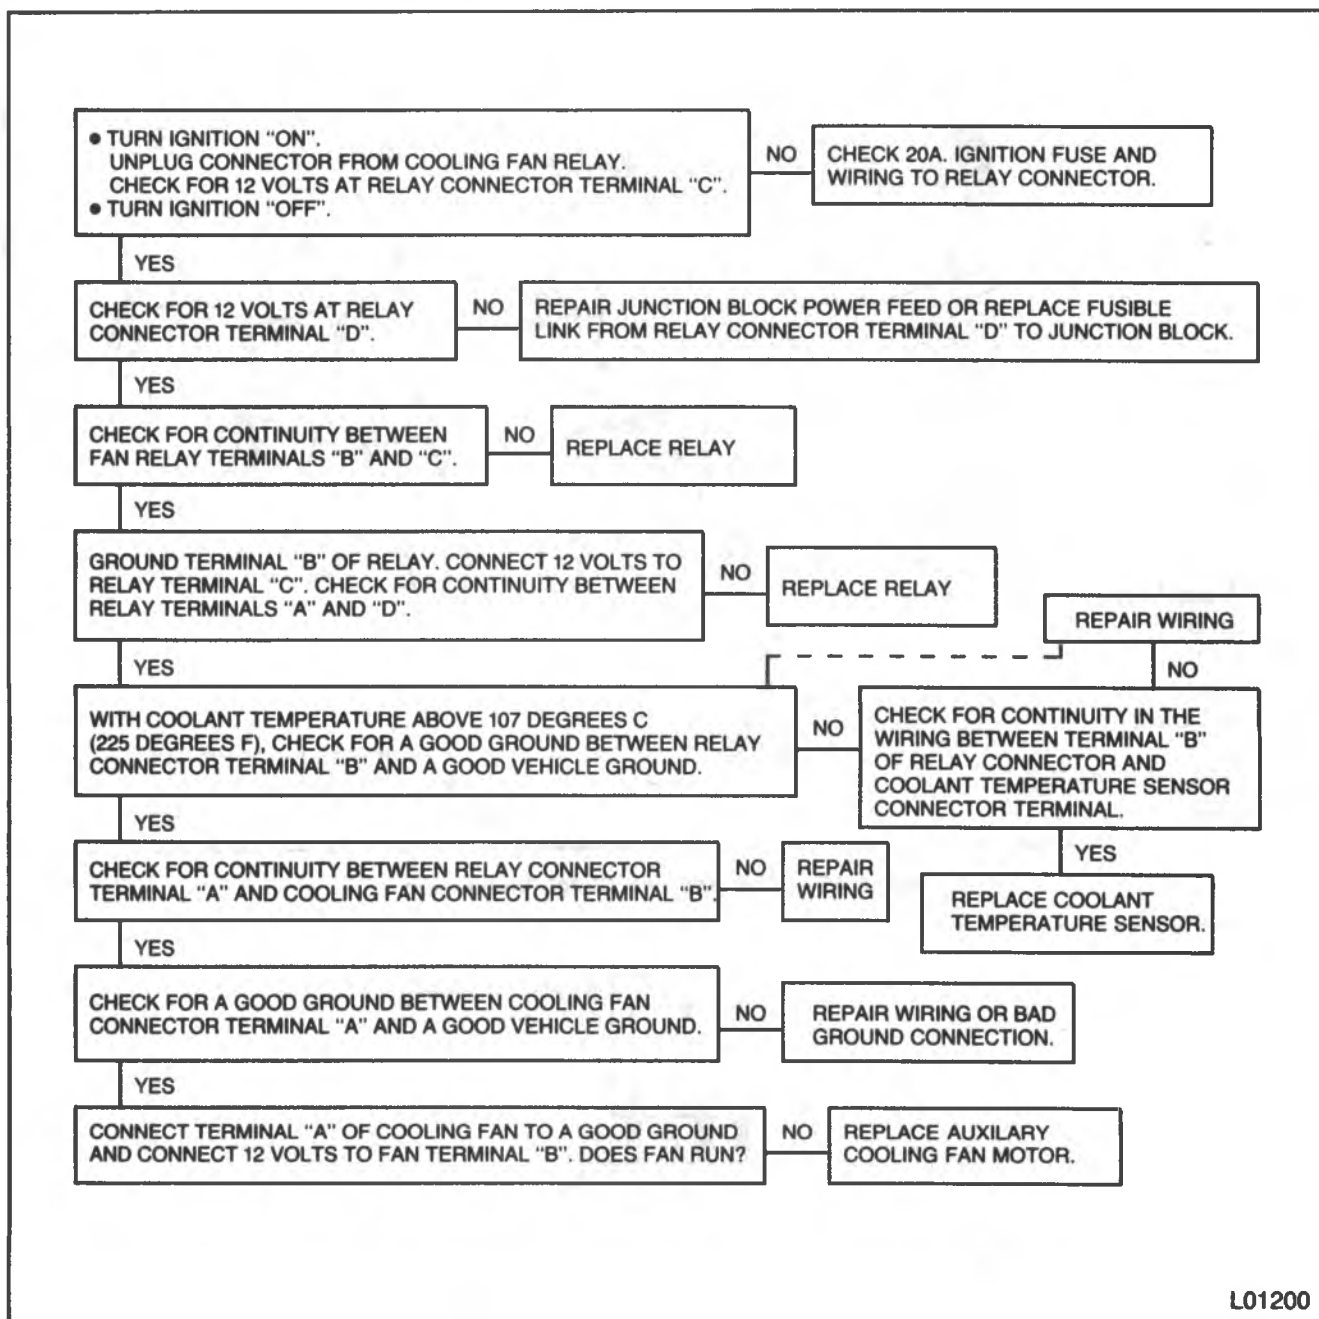 ● TURN IGNITION “ON”.
UNPLUG CONNECTOR FROM COOLING FAN RELAY.
CHECK FOR 12 VOLTS AT RELAY CONNECTOR TERMINAL “C”.
● TURN IGNITION “OFF”.
NO
CHECK 20A. IGNITION FUSE AND
WIRING TO RELAY CONNECTOR.
YES
CHECK FOR 12 VOLTS AT RELAY
CONNECTOR TERMINAL “D”.
NO
REPAIR JUNCTION BLOCK POWER FEED OR REPLACE FUSIBLE
LINK FROM RELAY CONNECTOR TERMINAL “D” TO JUNCTION BLOCK.
YES
CHECK FOR CONTINUITY BETWEEN
FAN RELAY TERMINALS “B” AND “C”.
NO
REPLACE RELAY
YES
GROUND TERMINAL “B” OF RELAY. CONNECT 12 VOLTS TO
RELAY TERMINAL “C”. CHECK FOR CONTINUITY BETWEEN
RELAY TERMINALS “A” AND “D”.
NO
REPLACE RELAY
REPAIR WIRING
YES
NO
WITH COOLANT TEMPERATURE ABOVE 107 DEGREES C
(225 DEGREES F), CHECK FOR A GOOD GROUND BETWEEN RELAY
CONNECTOR TERMINAL “B” AND A GOOD VEHICLE GROUND.
NO
CHECK FOR CONTINUITY IN THE
WIRING BETWEEN TERMINAL “B”
OF RELAY CONNECTOR AND
COOLANT TEMPERATURE SENSOR
CONNECTOR TERMINAL.
YES
YES
CHECK FOR CONTINUITY BETWEEN RELAY CONNECTOR
TERMINAL “A” AND COOLING FAN CONNECTOR TERMINAL “B”.
NO
REPAIR
WIRING
REPLACE COOLANT
TEMPERATURE SENSOR.
YES
CHECK FOR A GOOD GROUND BETWEEN COOLING FAN
CONNECTOR TERMINAL “A” AND A GOOD VEHICLE GROUND.
NO
REPAIR WIRING OR BAD
GROUND CONNECTION.
YES
CONNECT TERMINAL “A” OF COOLING FAN TO A GOOD GROUND
AND CONNECT 12 VOLTS TO FAN TERMINAL “B”. DOES FAN RUN?
NO
REPLACE AUXILARY
COOLING FAN MOTOR.
L01200